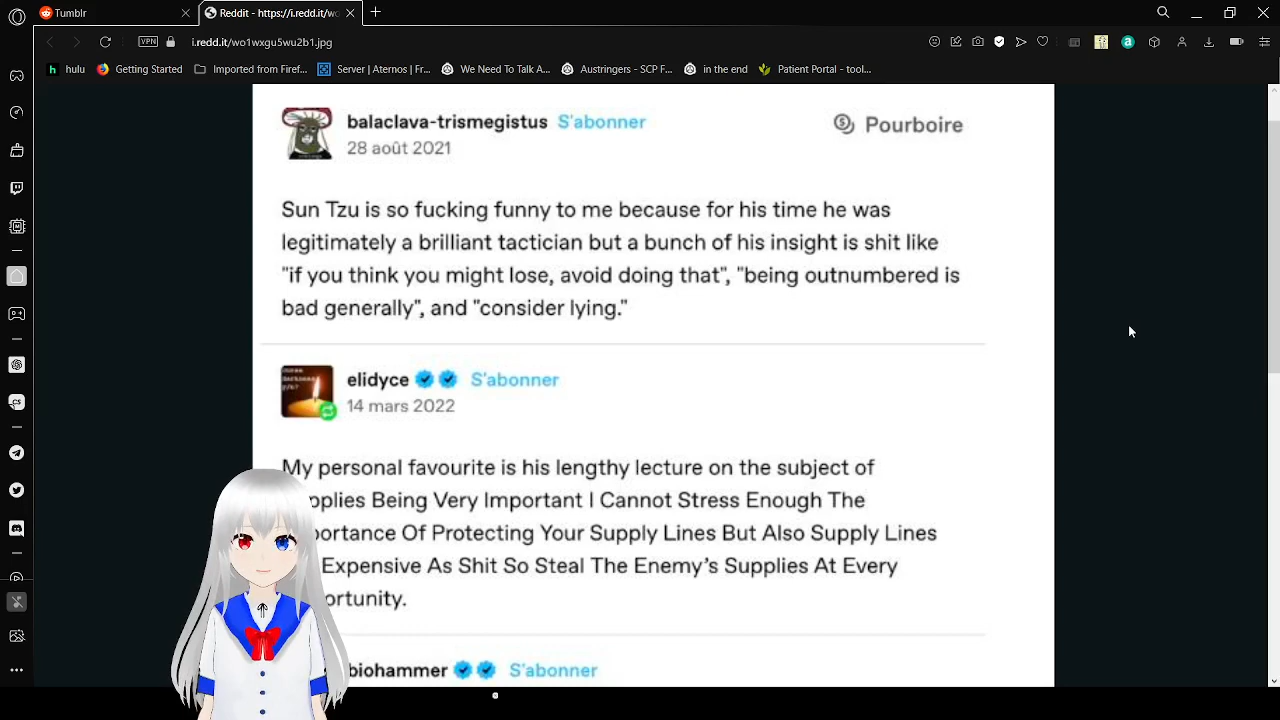 Tumblr
Reddit - https://i.redd.it/wo
VPN
i.redd.it/wo1wxgu5wu2b1.jpg
hulu
Getting Started
Imported from Firef...
Server | Aternos | Fr...
We Need To Talk A...
Austringers - SCP F...
in the end
Patient Portal - tool...
balaclava-trismegistus S'abonner
Pourboire
28 août 2021
Sun Tzu is so fucking funny to me because for his time he was
legitimately a brilliant tactician but a bunch of his insight is shit like
"if you think you might lose, avoid doing that", "being outnumbered is
bad generally", and "consider lying."
elidyce S'abonner
14 mars 2022
My personal favourite is his lengthy lecture on the subject of
pplies Being Very Important I Cannot Stress Enough The
portance Of Protecting Your Supply Lines But Also Supply Lines
Expensive As Shit So Steal The Enemy's Supplies At Every
ortunity.
biohammer S'abonner